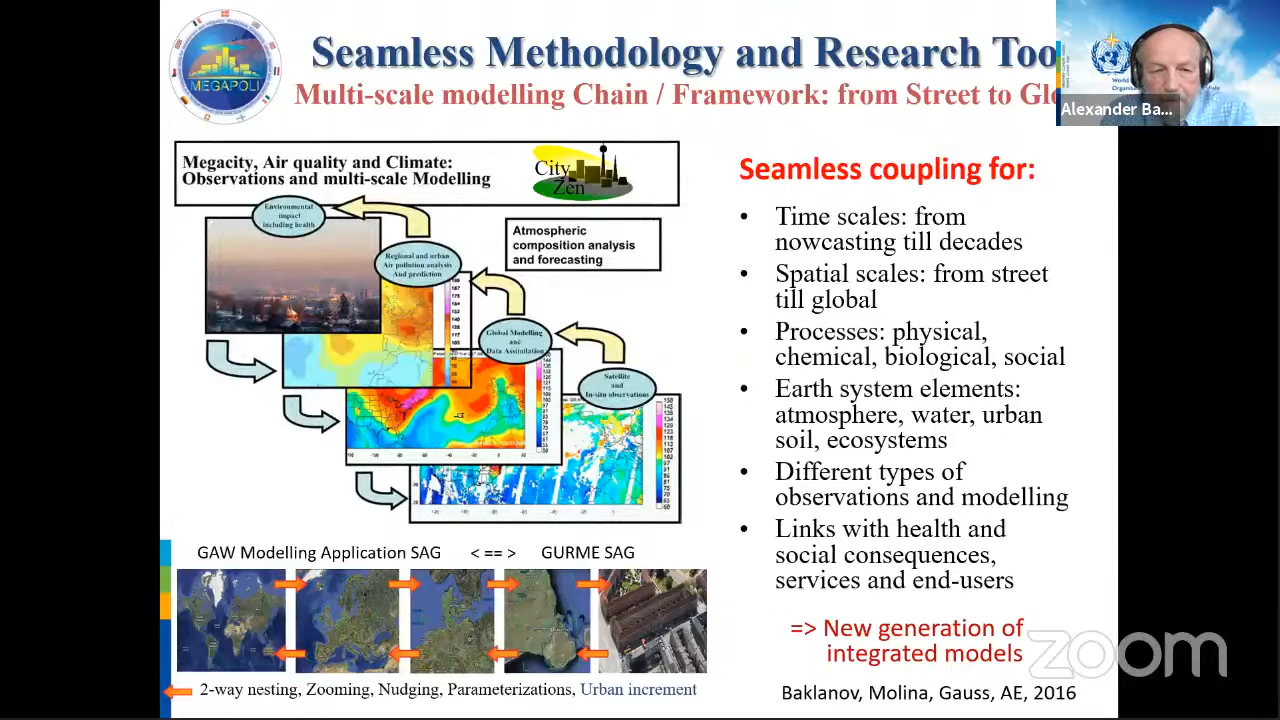 MEGAPOLI
Seamless Methodology and Research Too
Multi-scale modelling Chain / Framework: from Street to Glo
Alexander Ba...
Megacity, Air quality and Climate:
Observations and multi-scale Modelling
City
Zen
Environmental
impact
including health
Atmospheric
composition analysis
and forecasting
Regional and urban
Air pollution analysis
And prediction
Global Modelling
and
Data Assimilation
Satellite
and
In-situ observations
GAW Modelling Application SAG < == > GURME SAG
2-way nesting, Zooming, Nudging, Parameterizations, Urban increment
Seamless coupling for:
• Time scales: from
nowcasting till decades
• Spatial scales: from street
till global
• Processes: physical,
chemical, biological, social
• Earth system elements:
atmosphere, water, urban
soil, ecosystems
• Different types of
observations and modelling
• Links with health and
social consequences,
services and end-users
=> New generation of
integrated models
zoom
Baklanov, Molina, Gauss, AE, 2016